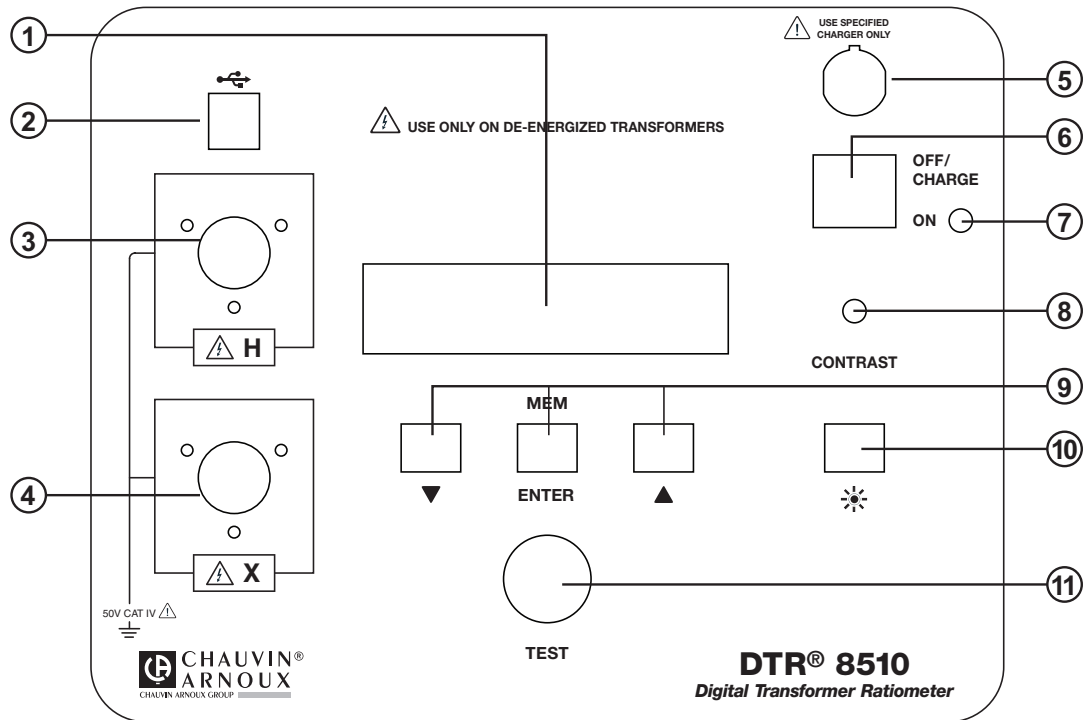 1
2
3
4
5
6
7
8
9
10
11
USE SPECIFIED
CHARGER ONLY
USE ONLY ON DE-ENERGIZED TRANSFORMERS
OFF/
CHARGE
ON
H
CONTRAST
MEM
ENTER
X
50V CAT IV
TEST
CHAUVIN®
ARNOUX
CHAUVIN ARNOUX GROUP
DTR® 8510
Digital Transformer Ratiometer